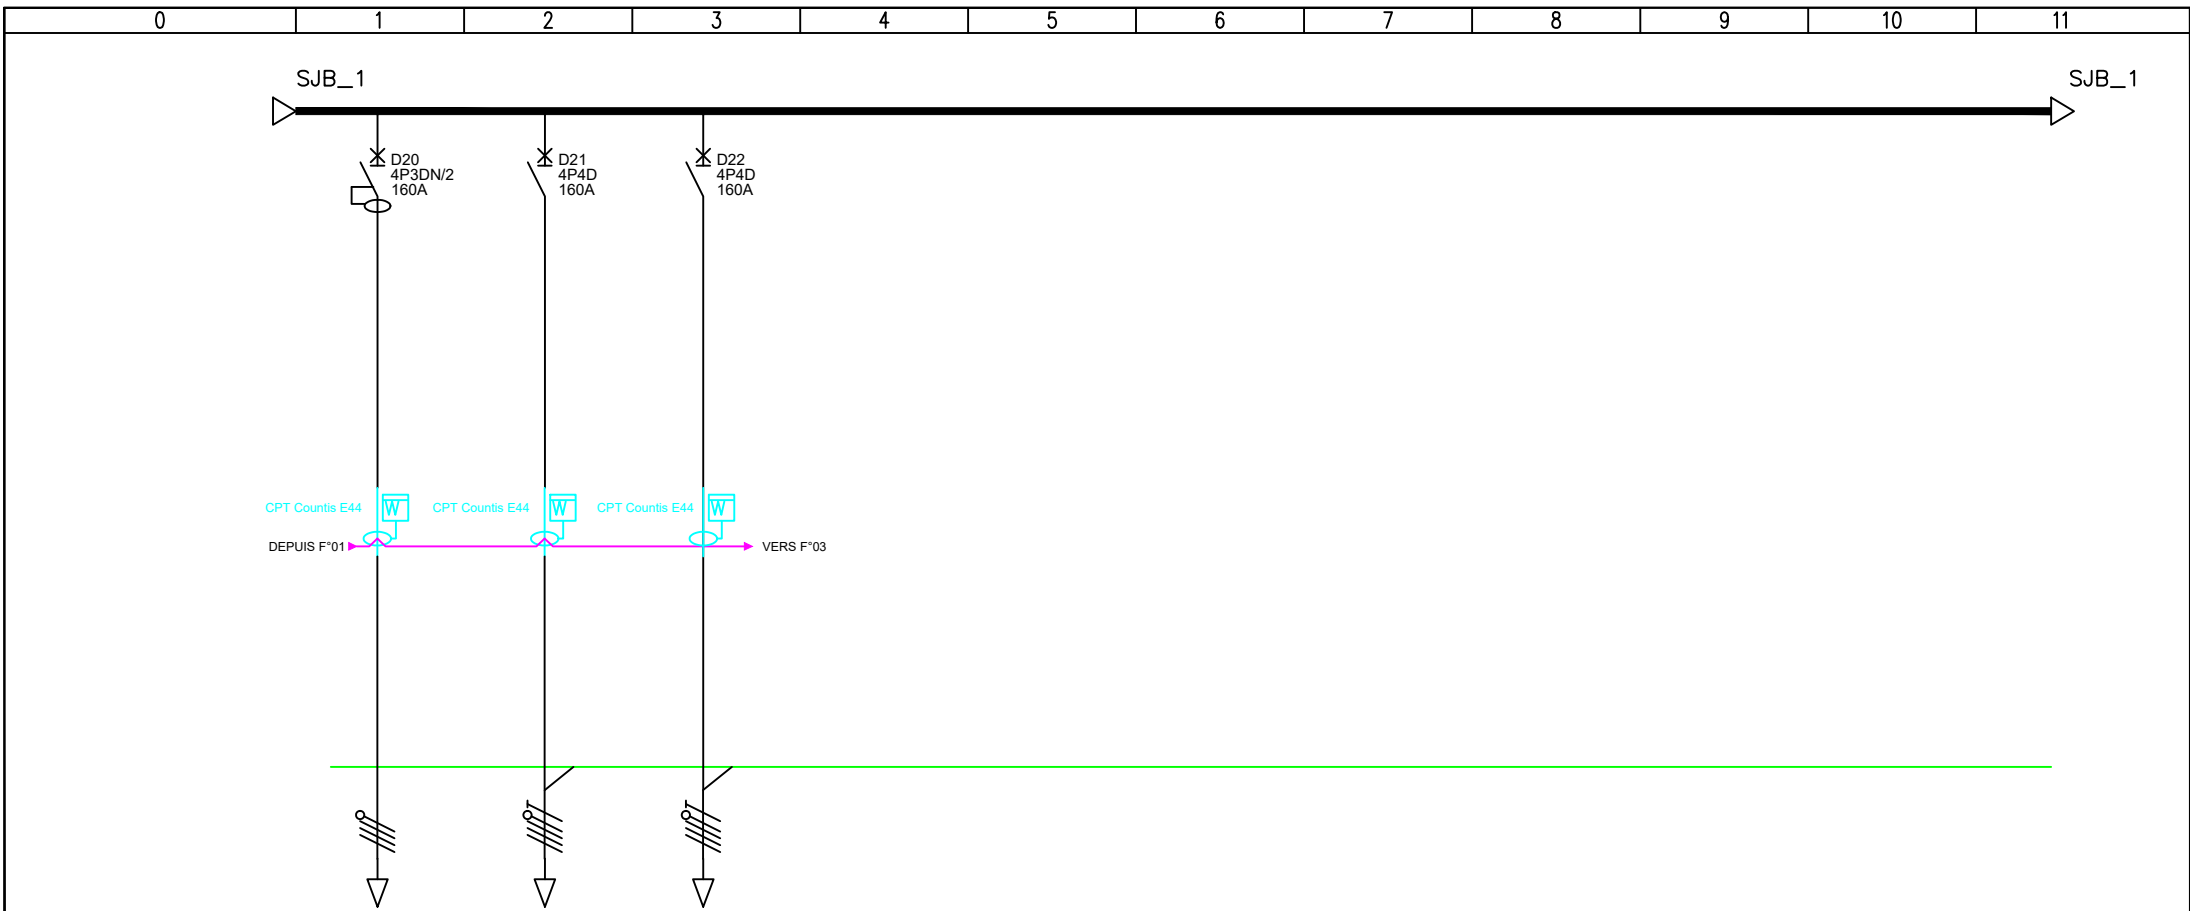 0 1 2 3 4 5 6 7 8 9 10 11
SJB_1 SJB_1
D20 D21 D22
4P3DN/2 4P4D 4P4D
160A 160A 160A
CPT Countis E44 W CPT Countis E44 W CPT Countis E44 W
DEPUIS F°01 VERS F°03